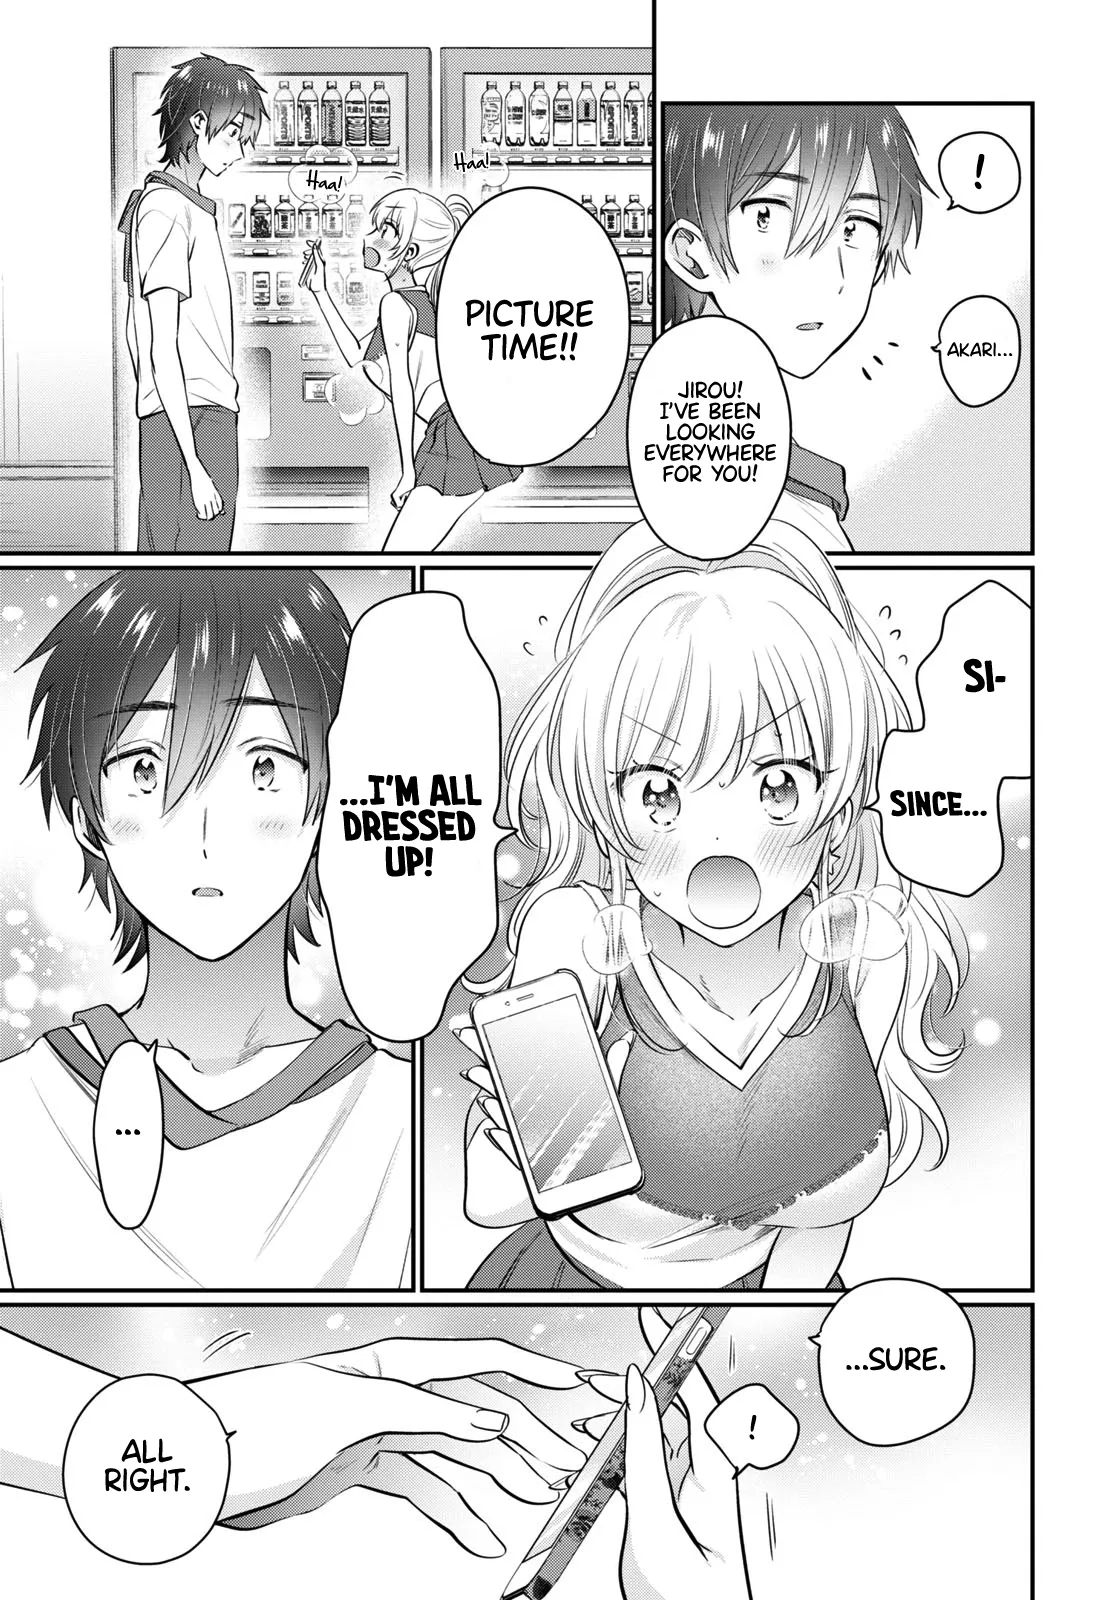 !
AKARI...
JIROU!
I'VE BEEN
LOOKING
EVERYWHERE
FOR YOU!
Haa!
PICTURE
TIME!!
Haa!
SI-
SINCE...
...I'M ALL
DRESSED
UP!
...
...SURE.
!
ALL
RIGHT.